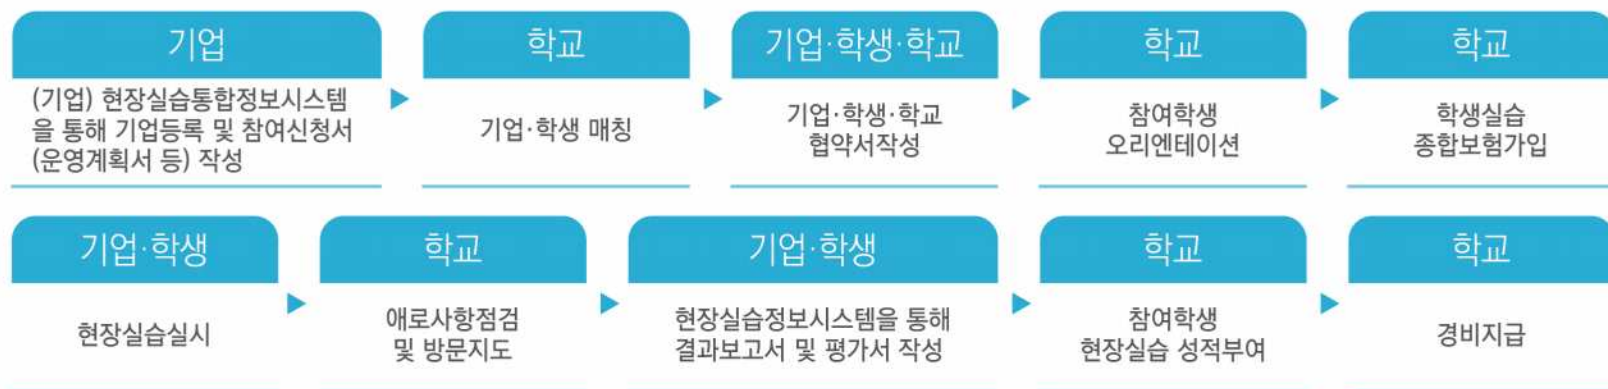 기업
(기업) 현장실습통합정보시스템
을 통해 기업등록 및 참여신청서
(운영계획서 등) 작성
학교
기업·학생 매칭
기업·학생·학교
기업·학생·학교
협약서작성
학교
참여학생
오리엔테이션
학교
학생실습
종합보험가입
기업·학생
현장실습실시
학교
애로사항점검
및 방문지도
기업·학생
현장실습정보시스템을 통해
결과보고서 및 평가서 작성
학교
참여학생
현장실습 성적부여
학교
경비지급